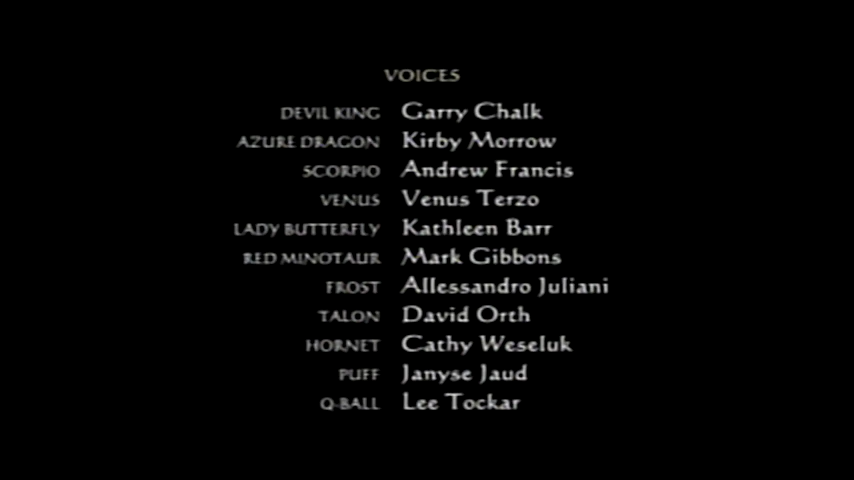 VOICES
DEVIL KING Garry Chalk
AZURE DRAGON Kirby Morrow
SCORPIO Andrew Francis
VENUS Venus Terzo
LADY BUTTERFLY Kathleen Barr
RED MINOTAUR Mark Gibbons
FROST Allessandro Juliani
TALON David Orth
HORNET Cathy Weseluk
PUFF Janyse Jaud
Q-BALL Lee Tockar